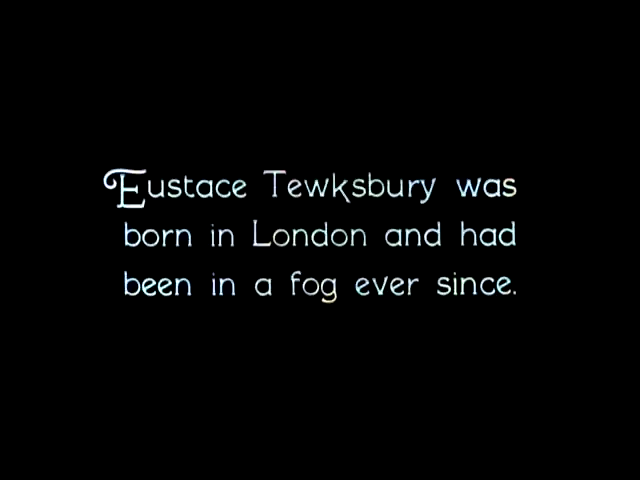 Eustace Tewksbury was
born in London and had
been in a fog ever since.